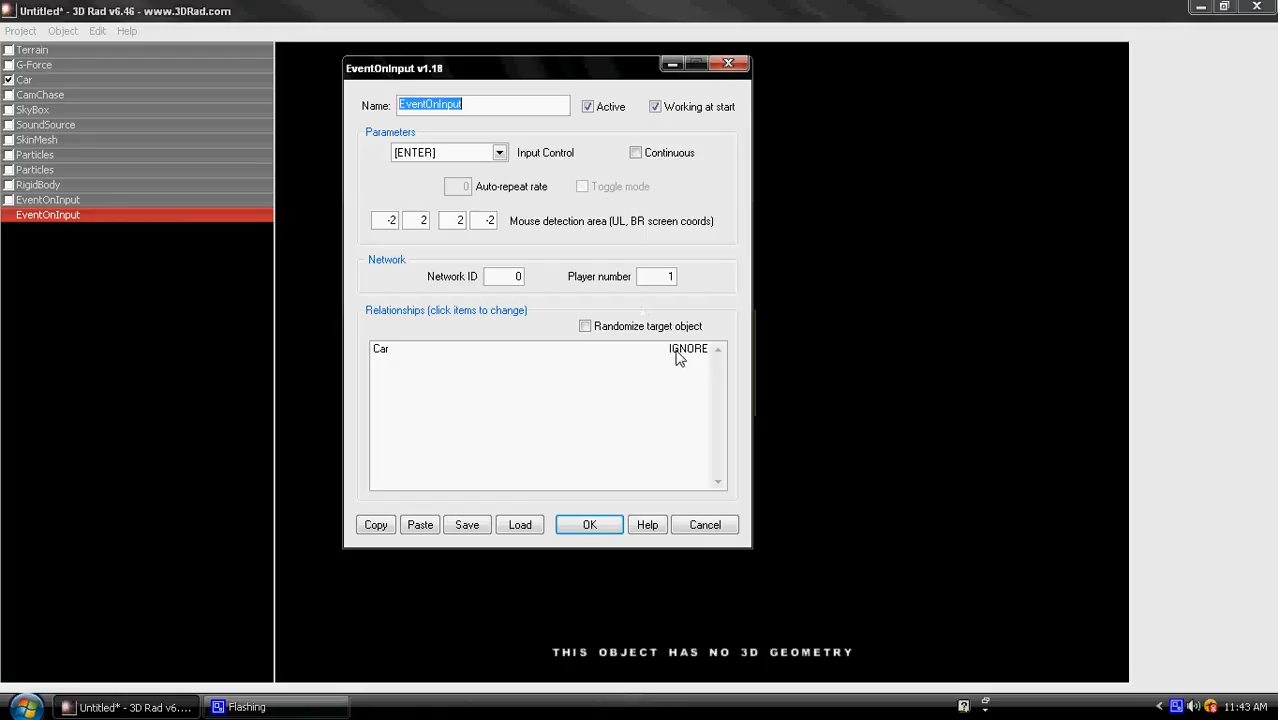 Untitled* - 3D Rad v6.46 - www.3DRad.com
Project Object Edit Help
Terrain
G-Force
Car
CamChase
SkyBox
SoundSource
SkinMesh
Particles
Particles
RigidBody
EventOnInput
EventOnInput
EventOnInput v1.18
Name: EventOnInput Active Working at start
Parameters
[ENTER] Input Control Continuous
0 Auto-repeat rate Toggle mode
-2 2 2 -2 Mouse detection area (UL, BR screen coords)
Network
Network ID 0 Player number 1
Relationships (click items to change)
Randomize target object
Car IGNORE
Copy Paste Save Load OK Help Cancel
THIS OBJECT HAS NO 3D GEOMETRY
Untitled* - 3D Rad v6.... Flashing 11:43 AM